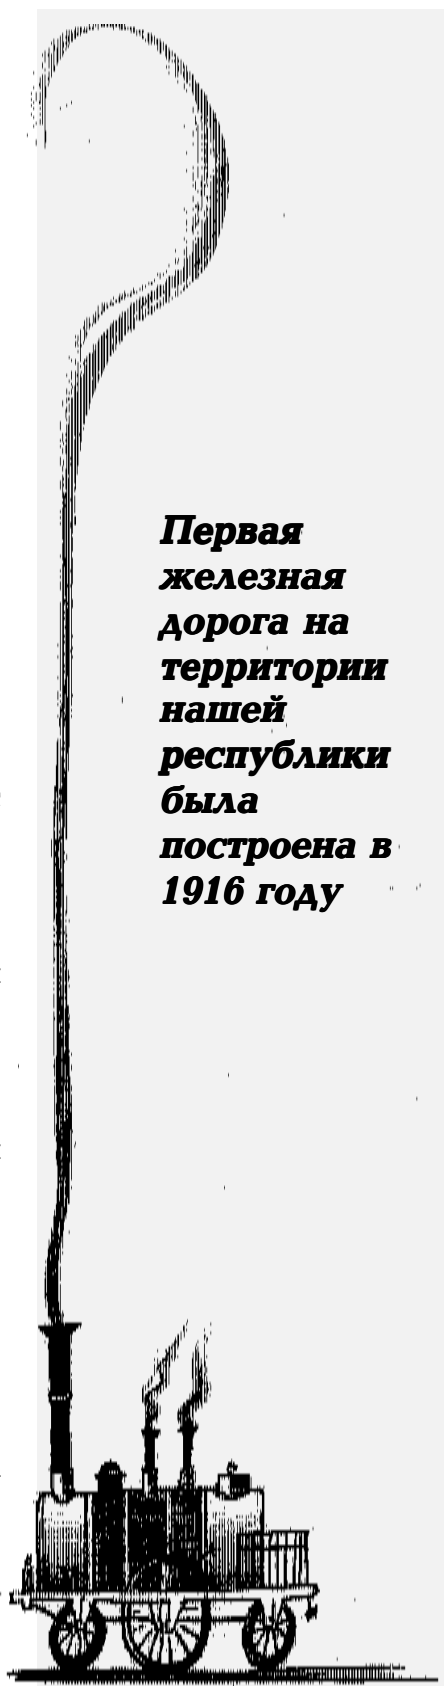 Первая
железная
дорога на
территории
нашей
республики
была
построена в
1916 году